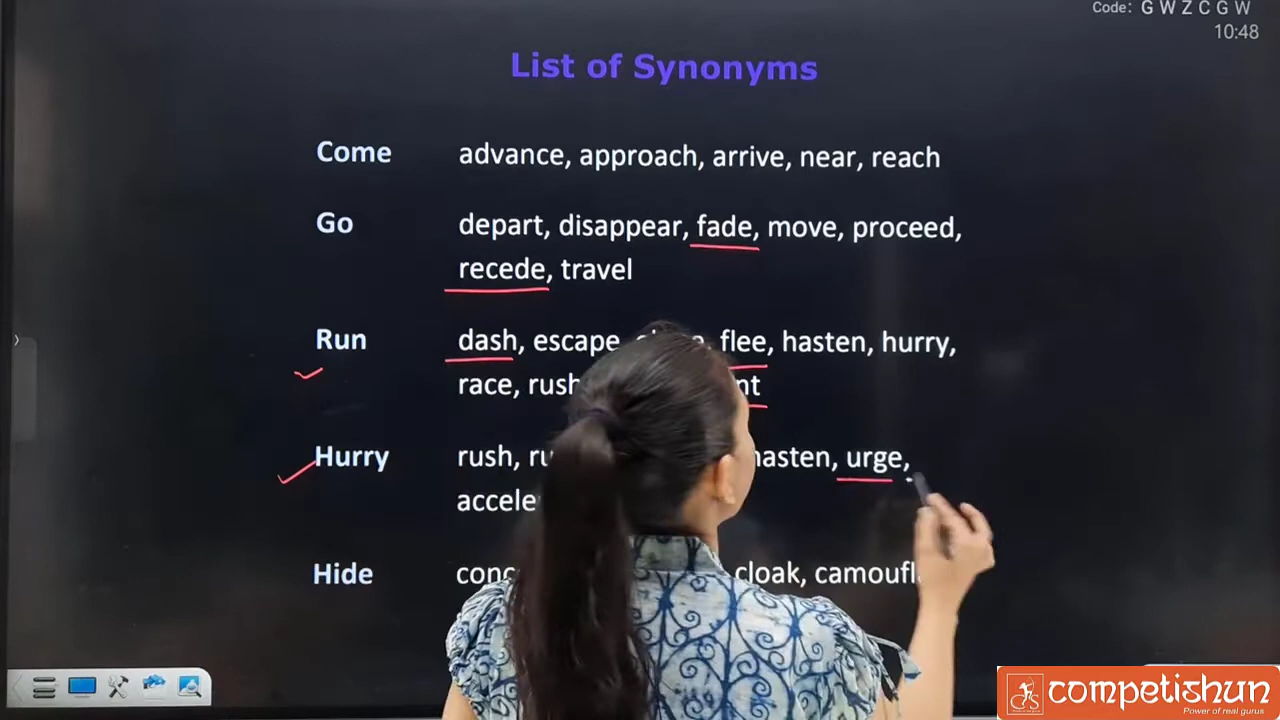 Code: G W Z C G W
10:48
List of Synonyms
Come advance, approach, arrive, near, reach
Go depart, disappear, fade, move, proceed,
recede, travel
Run dash, escape flee, hasten, hurry,
race, rush
Hurry rush, hasten, urge,
Hide cloak,
competishun
Power of real gurus